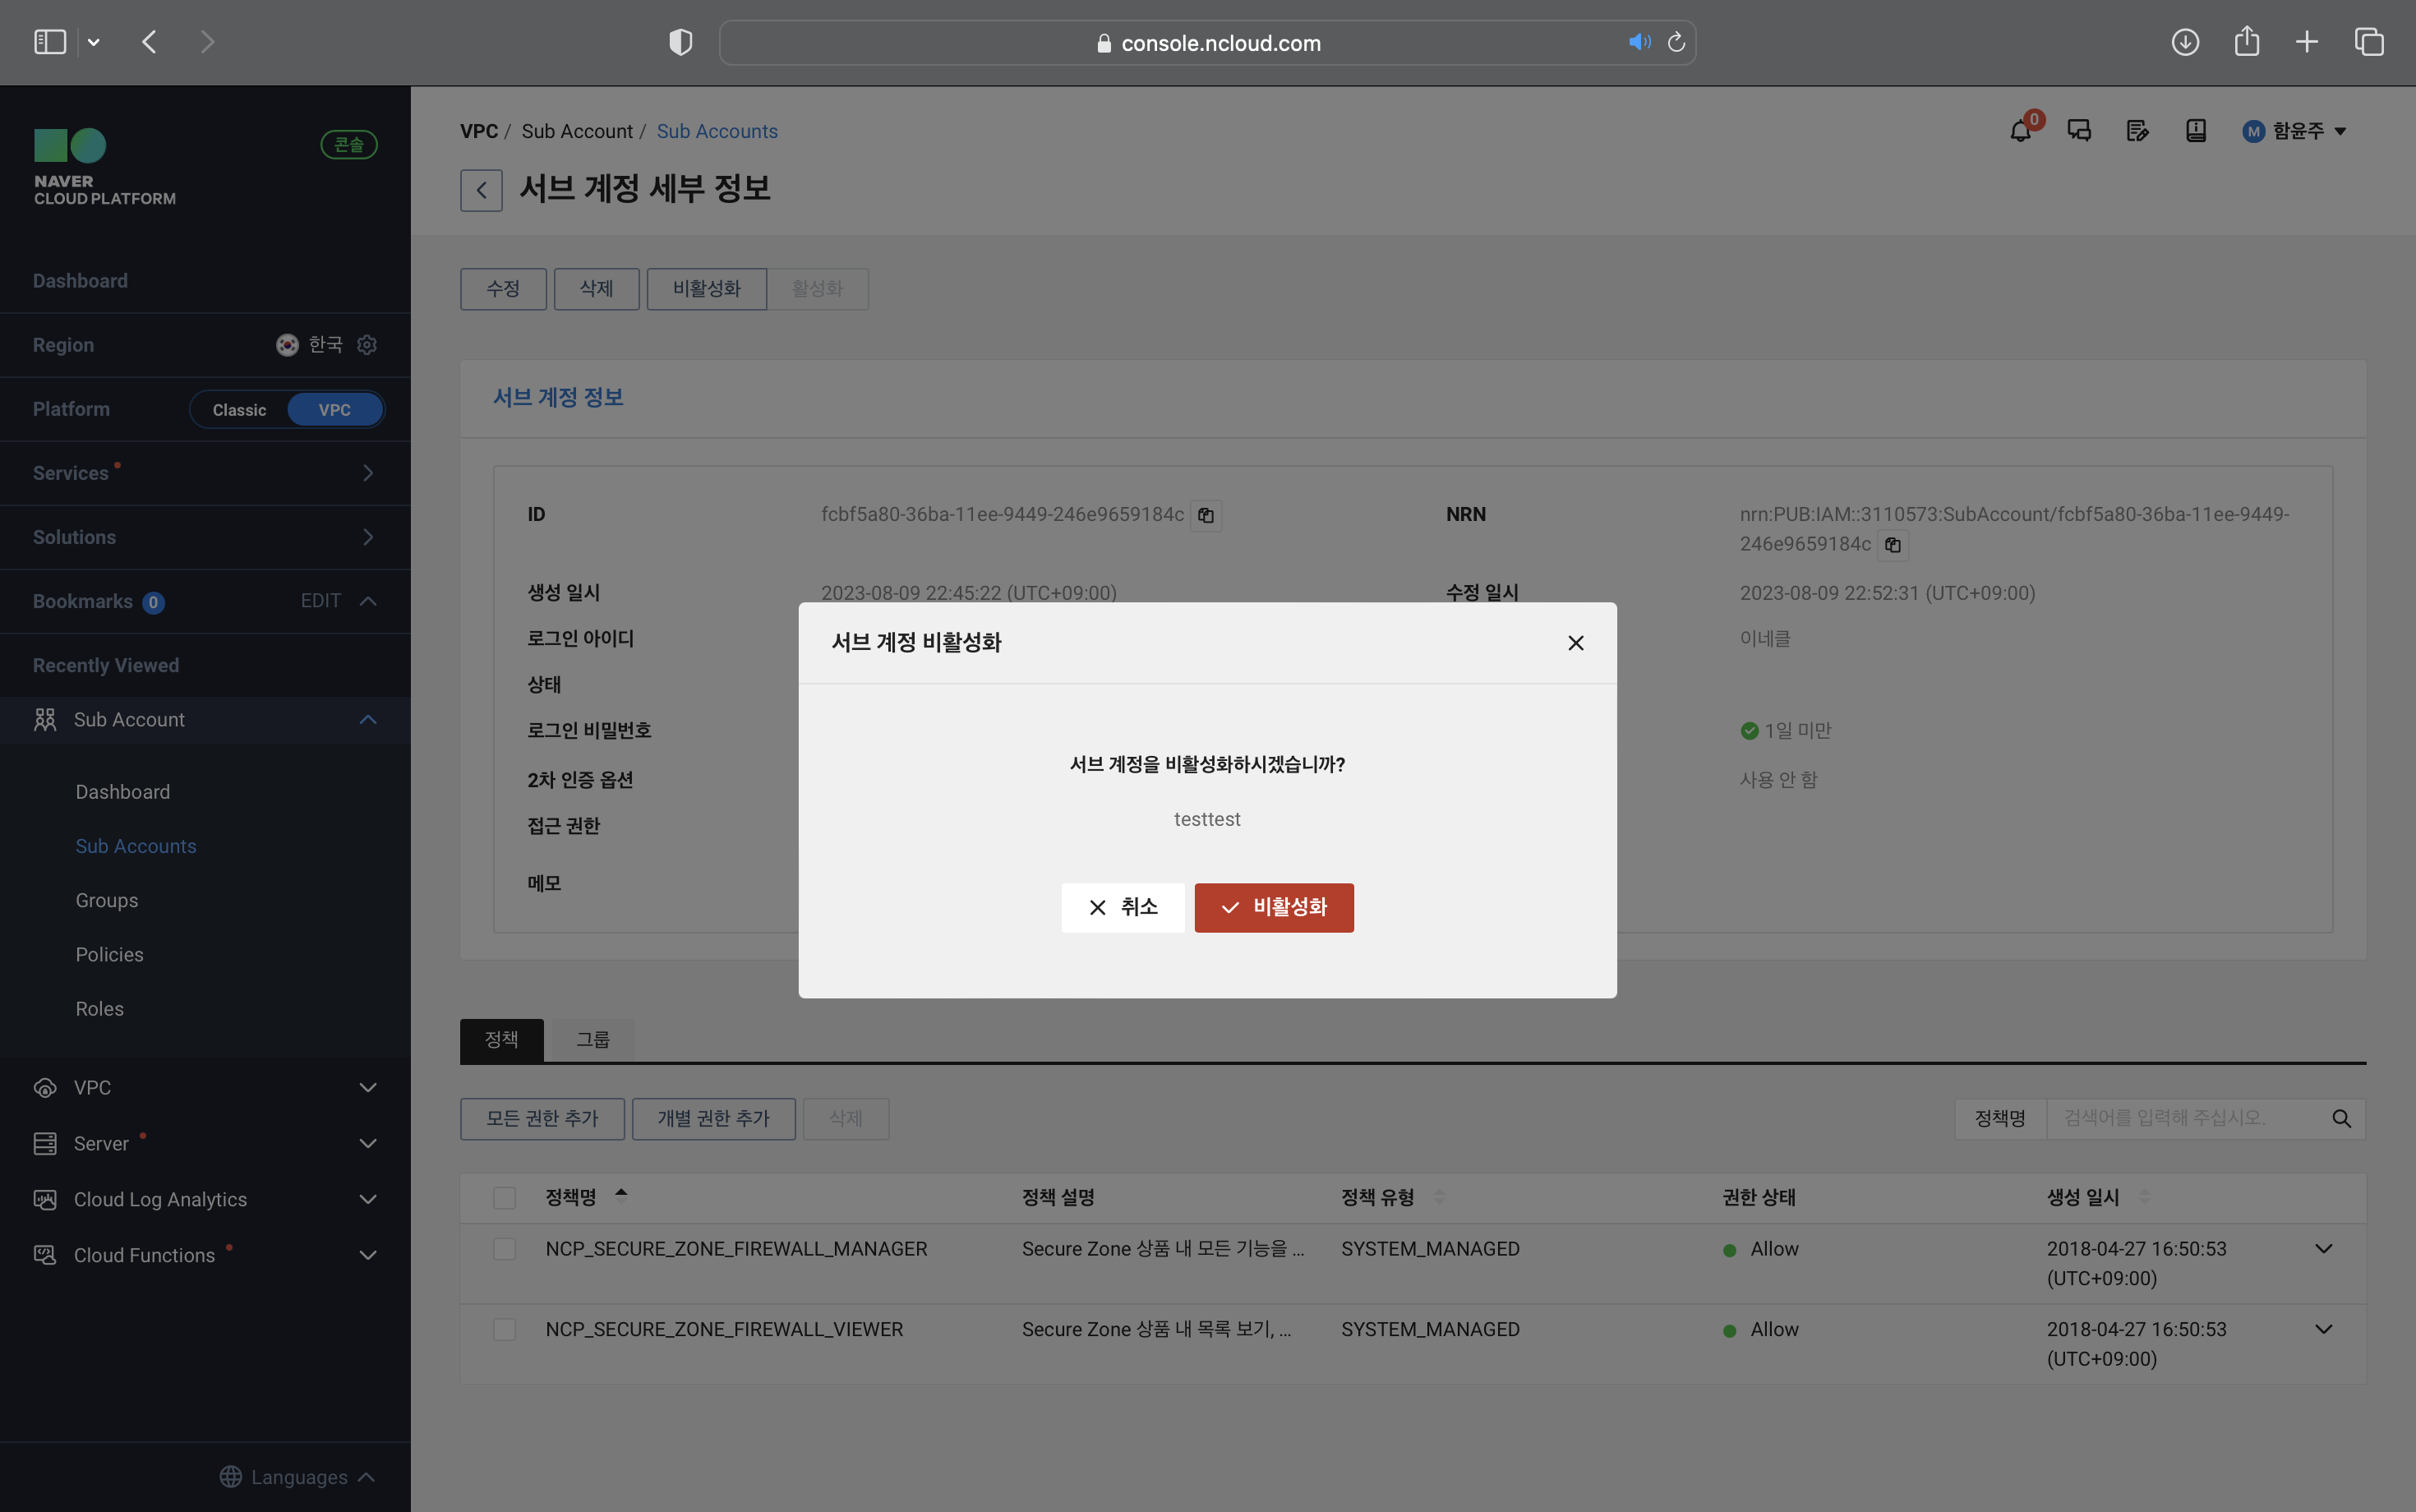 console.ncloud.com
NAVER
CLOUD PLATFORM
콘솔
Dashboard
Region 한국
Platform Classic VPC
Services
Solutions
Bookmarks 0 EDIT
Recently Viewed
Sub Account
Dashboard
Sub Accounts
Groups
Policies
Roles
VPC
Server
Cloud Log Analytics
Cloud Functions
Languages
VPC / Sub Account / Sub Accounts
0 M 함윤주
서브 계정 세부 정보
수정 삭제 비활성화 활성화
서브 계정 정보
ID fcbf5a80-36ba-11ee-9449-246e9659184c
NRN nrn:PUB:IAM::3110573:SubAccount/fcbf5a80-36ba-11ee-9449-
246e9659184c
생성 일시 2023-08-09 22:45:22 (UTC+09:00) 수정 일시 2023-08-09 22:52:31 (UTC+09:00)
로그인 아이디 이네클
상태
로그인 비밀번호 1일 미만
2차 인증 옵션 사용 안 함
접근 권한
메모
서브 계정 비활성화
서브 계정을 비활성화하시겠습니까?
testtest
취소 비활성화
정책 그룹
모든 권한 추가 개별 권한 추가 삭제 정책명 검색어를 입력해 주십시오.
정책명 정책 설명 정책 유형 권한 상태 생성 일시
NCP_SECURE_ZONE_FIREWALL_MANAGER Secure Zone 상품 내 모든 기능을 ... SYSTEM_MANAGED Allow 2018-04-27 16:50:53
(UTC+09:00)
NCP_SECURE_ZONE_FIREWALL_VIEWER Secure Zone 상품 내 목록 보기, ... SYSTEM_MANAGED Allow 2018-04-27 16:50:53
(UTC+09:00)